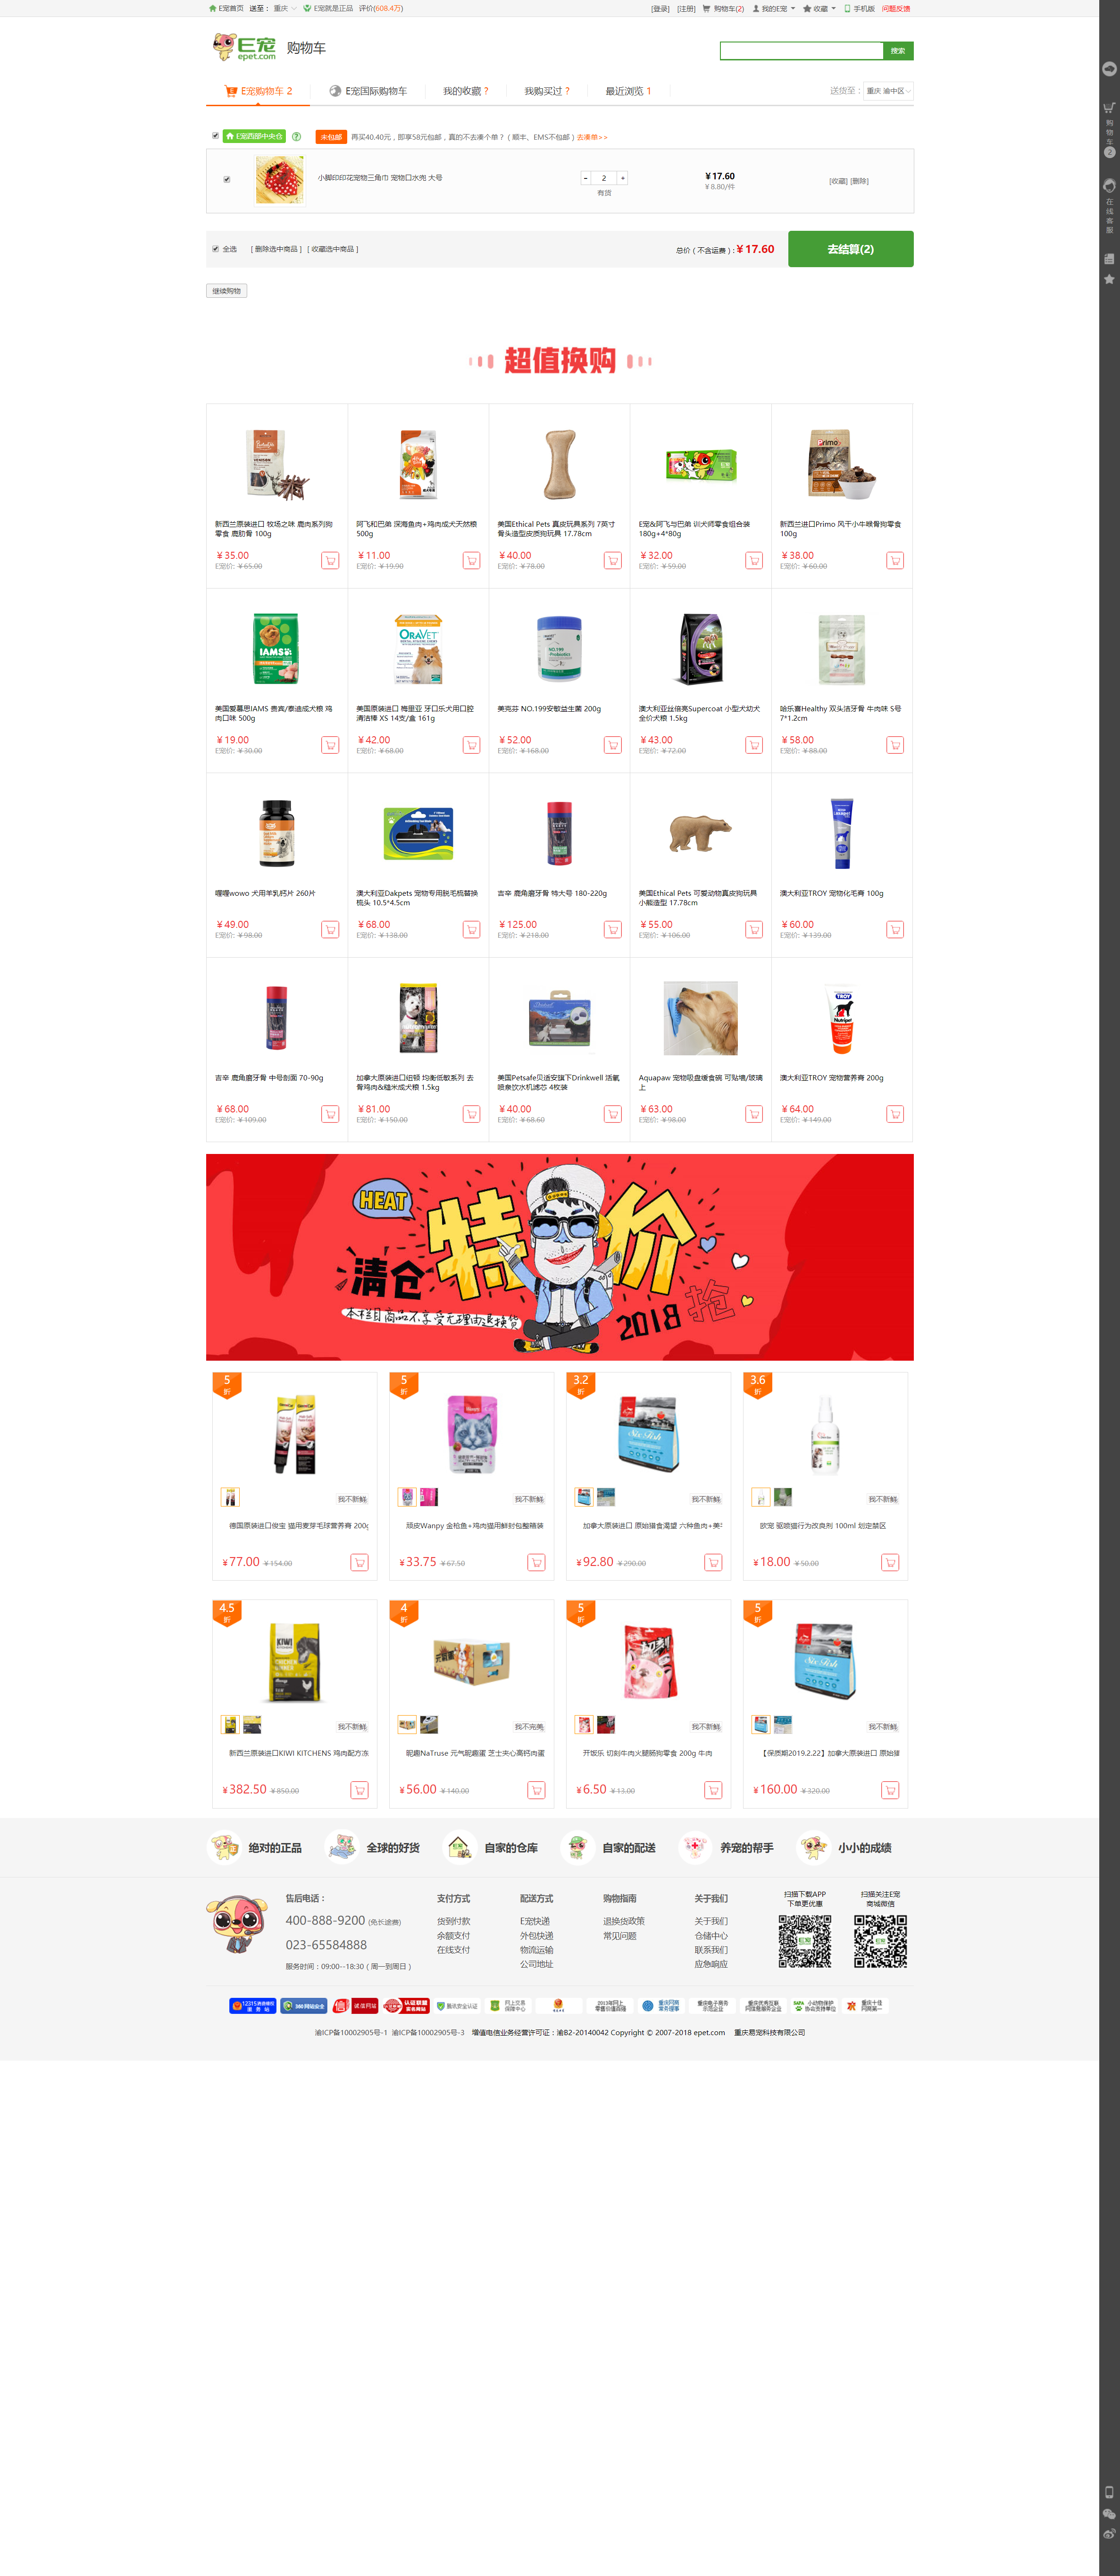 E宠首页 送至： 重庆 E宠就是正品 评价(608.4万) [登录] [注册] 购物车(2) 我的E宠 收藏 手机版 问题反馈
E宠 epet.com 购物车 搜索
E宠购物车 2 E宠国际购物车 我的收藏 ? 我购买过 ? 最近浏览 1 送货至： 重庆 渝中区
E宠西部中央仓 ? 未包邮 再买40.40元，即享58元包邮，真的不去凑个单？（顺丰、EMS不包邮）去凑单>>
小脚印印花宠物三角巾 宠物口水兜 大号 - 2 + ￥17.60 [收藏] [删除]
有货 ￥8.80/件
全选 [ 删除选中商品 ] [ 收藏选中商品 ] 总价（不含运费）:￥17.60 去结算(2)
继续购物
超值换购
新西兰原装进口 牧场之味 鹿肉系列狗零食 鹿肋骨 100g
￥35.00
E宠价: ￥65.00
阿飞和巴弟 深海鱼肉+鸡肉成犬天然粮 500g
￥11.00
E宠价: ￥19.90
美国Ethical Pets 真皮玩具系列 7英寸骨头造型皮质狗玩具 17.78cm
￥40.00
E宠价: ￥78.00
E宠&阿飞与巴弟 训犬师零食组合装 180g+4*80g
￥32.00
E宠价: ￥59.00
新西兰进口Primo 风干小牛喉骨狗零食 100g
￥38.00
E宠价: ￥60.00
美国爱慕思IAMS 贵宾/泰迪成犬粮 鸡肉口味 500g
￥19.00
E宠价: ￥30.00
美国原装进口 梅里亚 牙口乐犬用口腔清洁棒 XS 14支/盒 161g
￥42.00
E宠价: ￥68.00
美克芬 NO.199安敏益生菌 200g
￥52.00
E宠价: ￥168.00
澳大利亚丝倍亮Supercoat 小型犬幼犬全价犬粮 1.5kg
￥43.00
E宠价: ￥72.00
哈乐喜Healthy 双头洁牙骨 牛肉味 S号 7*1.2cm
￥58.00
E宠价: ￥88.00
喔喔wowo 犬用羊乳钙片 260片
￥49.00
E宠价: ￥98.00
澳大利亚Dakpets 宠物专用脱毛梳替换梳头 10.5*4.5cm
￥68.00
E宠价: ￥138.00
吉辛 鹿角磨牙骨 特大号 180-220g
￥125.00
E宠价: ￥218.00
美国Ethical Pets 可爱动物真皮狗玩具 小熊造型 17.78cm
￥55.00
E宠价: ￥106.00
澳大利亚TROY 宠物化毛膏 100g
￥60.00
E宠价: ￥139.00
吉辛 鹿角磨牙骨 中号剖面 70-90g
￥68.00
E宠价: ￥109.00
加拿大原装进口纽顿 均衡低敏系列 去骨鸡肉&糙米成犬粮 1.5kg
￥81.00
E宠价: ￥150.00
美国Petsafe贝适安旗下Drinkwell 活氧喷泉饮水机滤芯 4枚装
￥40.00
E宠价: ￥68.60
Aquapaw 宠物吸盘缓食碗 可贴墙/玻璃上
￥63.00
E宠价: ￥98.00
澳大利亚TROY 宠物营养膏 200g
￥64.00
E宠价: ￥149.00
HEAT
清仓 特价 抢
本栏目商品不享受无理由退换货 2018
5折
我不新鲜
德国原装进口俊宝 猫用麦芽毛球营养膏 200g
￥77.00 ￥154.00
5折
我不新鲜
顽皮Wanpy 金枪鱼+鸡肉猫用鲜封包整箱装
￥33.75 ￥67.50
3.2折
我不新鲜
加拿大原装进口 原始猎食渴望 六种鱼肉+美
￥92.80 ￥290.00
3.6折
我不新鲜
欧宠 驱喷猫行为改良剂 100ml 划定禁区
￥18.00 ￥50.00
4.5折
我不新鲜
新西兰原装进口KIWI KITCHENS 鸡肉配方冻
￥382.50 ￥850.00
4折
我不完美
昵趣NaTruse 元气昵趣蛋 芝士夹心高钙肉蛋
￥56.00 ￥140.00
5折
我不新鲜
开饭乐 切刻牛肉火腿肠狗零食 200g 牛肉
￥6.50 ￥13.00
5折
我不新鲜
【保质期2019.2.22】加拿大原装进口 原始猎
￥160.00 ￥320.00
绝对的正品 全球的好货 自家的仓库 自家的配送 养宠的帮手 小小的成绩
售后电话：
400-888-9200 (免长途费)
023-65584888
服务时间：09:00--18:30（周一到周日）
支付方式
货到付款
余额支付
在线支付
配送方式
E宠快递
外包快递
物流运输
公司地址
购物指南
退换货政策
常见问题
关于我们
关于我们
仓储中心
联系我们
应急响应
扫描下载APP
下单更优惠
扫描关注E宠
商城微信
渝ICP备10002905号-1 渝ICP备10002905号-3 增值电信业务经营许可证：渝B2-20140042 Copyright © 2007-2018 epet.com 重庆易宠科技有限公司
购物车
2
在线客服